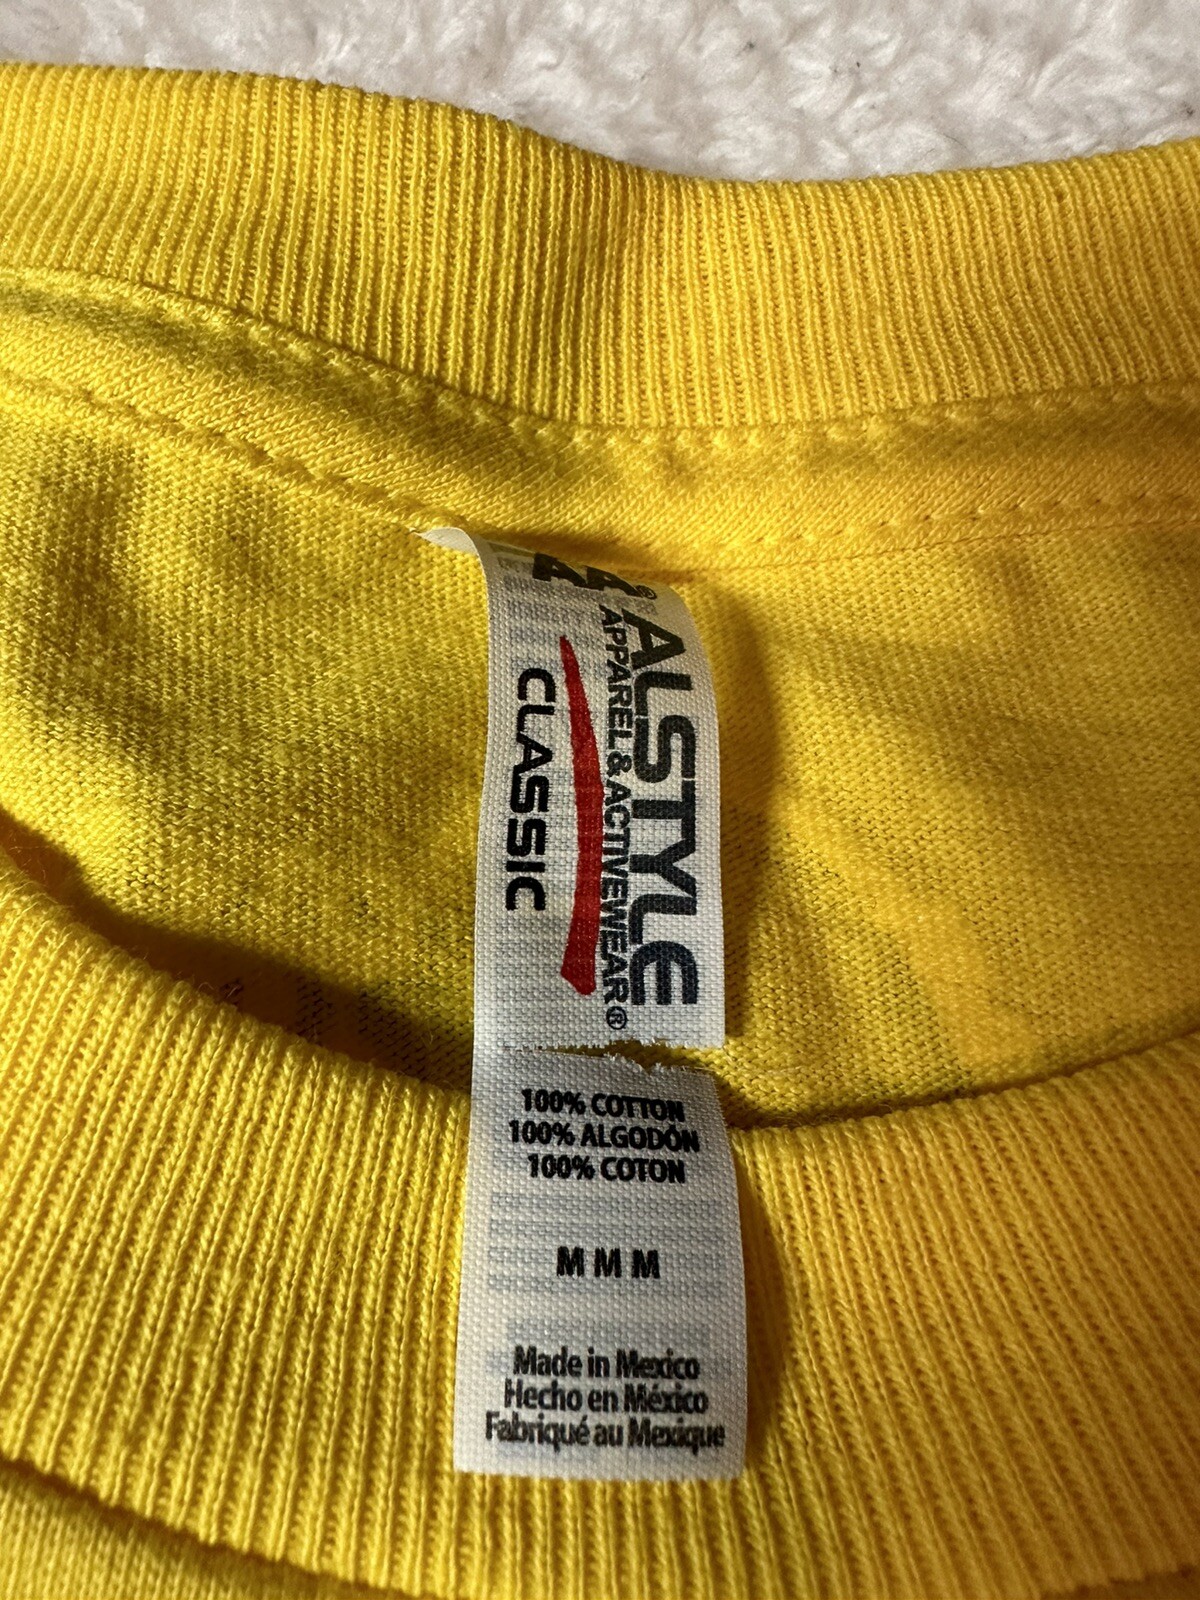 AA®
ALSTYLE
APPAREL & ACTIVEWEAR®
CLASSIC
100% COTTON
100% ALGODÓN
100% COTON
M M M
Made in Mexico
Hecho en México
Fabriqué au Mexique